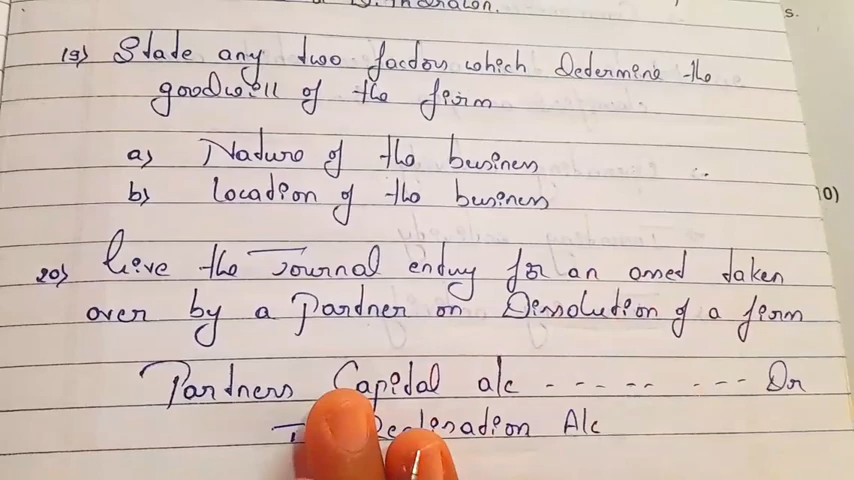 19) State any two factors which Determine the
goodwill of the firm
a) Nature of the business
b) Location of the business
20) Give the Journal entry for an asset taken
over by a Partner on Dissolution of a firm
Partners Capital a/c - - - - - - - - Dr
Realisation A/c
s.
0)